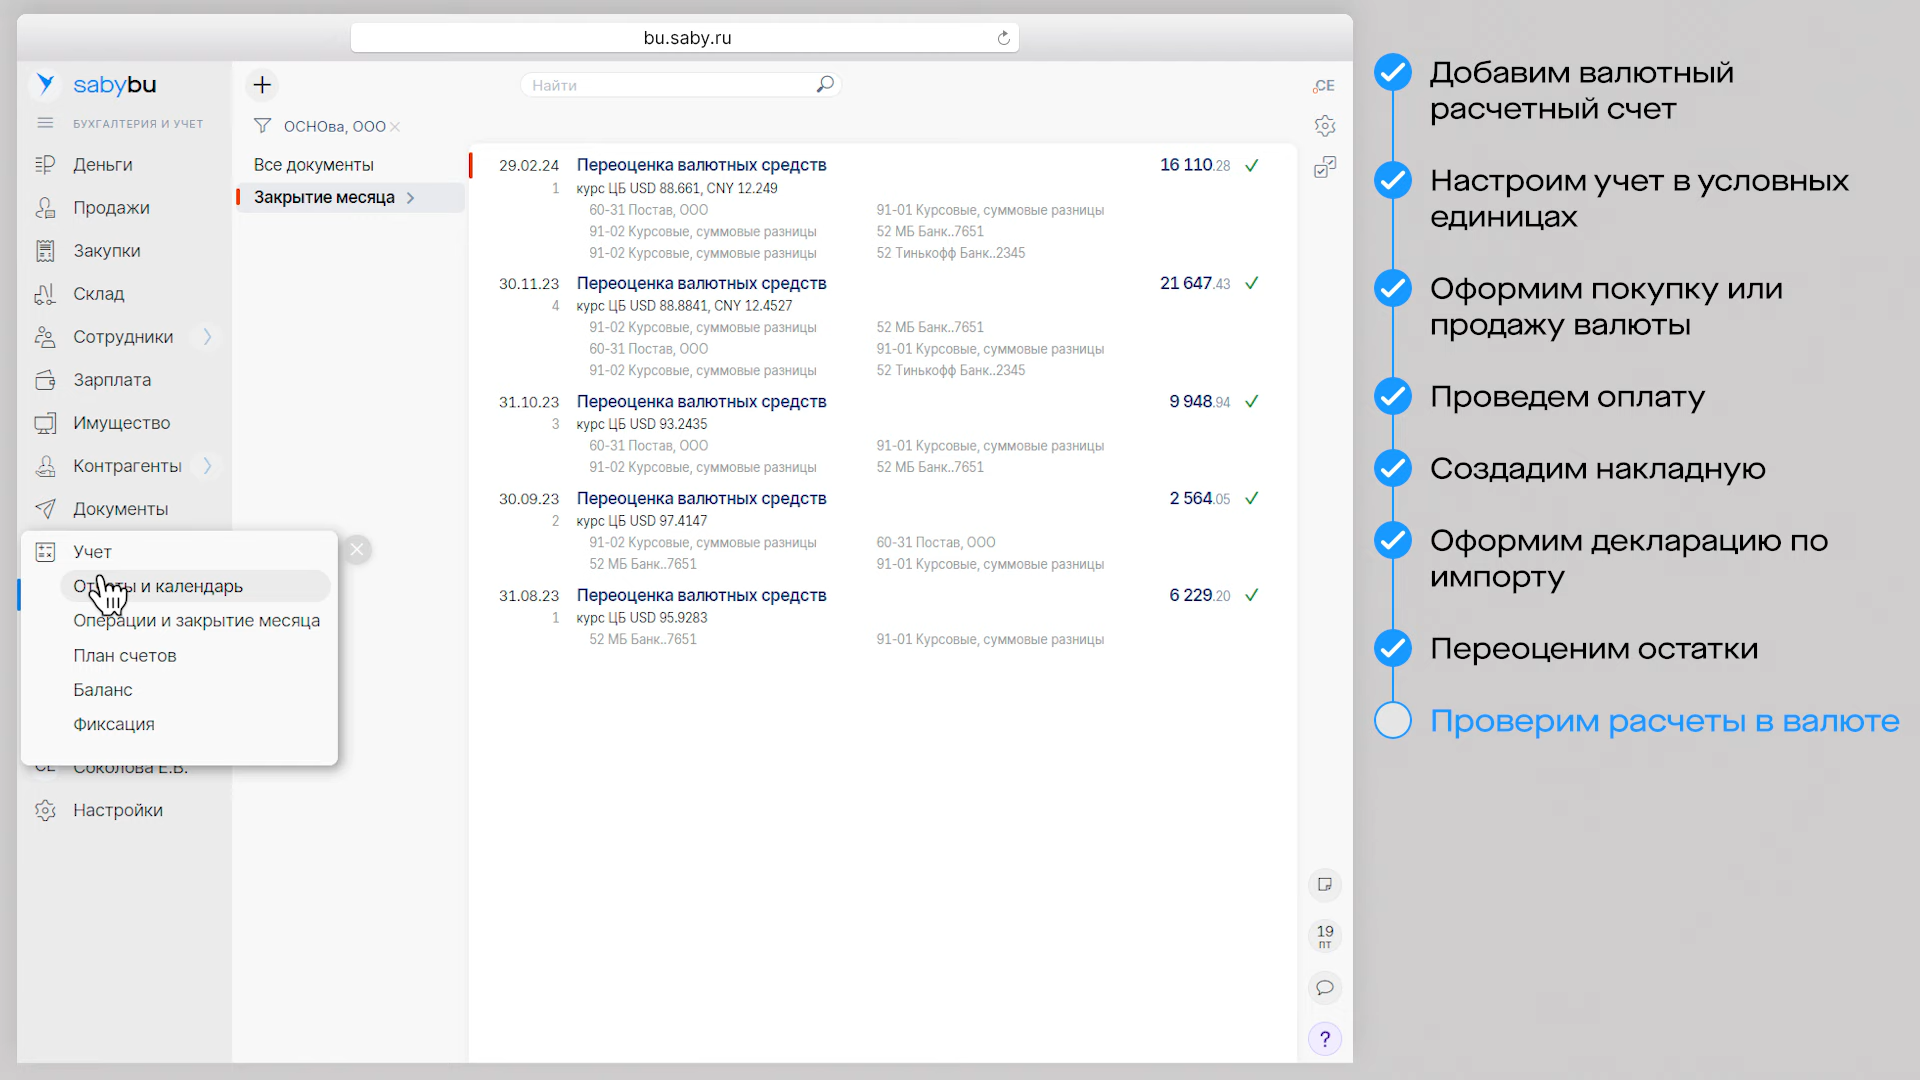 bu.saby.ru
sabybu
БУХГАЛТЕРИЯ И УЧЕТ
Деньги
Продажи
Закупки
Склад
Сотрудники
Зарплата
Имущество
Контрагенты
Документы
Учет
Отчеты и календарь
Операции и закрытие месяца
План счетов
Баланс
Фиксация
Соколова Е.В.
Настройки
Найти
ОСНОва, ООО
Все документы
Закрытие месяца
29.02.24 Переоценка валютных средств 16 110.28
1 курс ЦБ USD 88.661, CNY 12.249
60-31 Постав, ООО 91-01 Курсовые, суммовые разницы
91-02 Курсовые, суммовые разницы 52 МБ Банк..7651
91-02 Курсовые, суммовые разницы 52 Тинькофф Банк..2345
30.11.23 Переоценка валютных средств 21 647.43
4 курс ЦБ USD 88.8841, CNY 12.4527
91-02 Курсовые, суммовые разницы 52 МБ Банк..7651
60-31 Постав, ООО 91-01 Курсовые, суммовые разницы
91-02 Курсовые, суммовые разницы 52 Тинькофф Банк..2345
31.10.23 Переоценка валютных средств 9 948.94
3 курс ЦБ USD 93.2435
60-31 Постав, ООО 91-01 Курсовые, суммовые разницы
91-02 Курсовые, суммовые разницы 52 МБ Банк..7651
30.09.23 Переоценка валютных средств 2 564.05
2 курс ЦБ USD 97.4147
91-02 Курсовые, суммовые разницы 60-31 Постав, ООО
52 МБ Банк..7651 91-01 Курсовые, суммовые разницы
31.08.23 Переоценка валютных средств 6 229.20
1 курс ЦБ USD 95.9283
52 МБ Банк..7651 91-01 Курсовые, суммовые разницы
СЕ
19
пт
?
Добавим валютный
расчетный счет
Настроим учет в условных
единицах
Оформим покупку или
продажу валюты
Проведем оплату
Создадим накладную
Оформим декларацию по
импорту
Переоценим остатки
Проверим расчеты в валюте